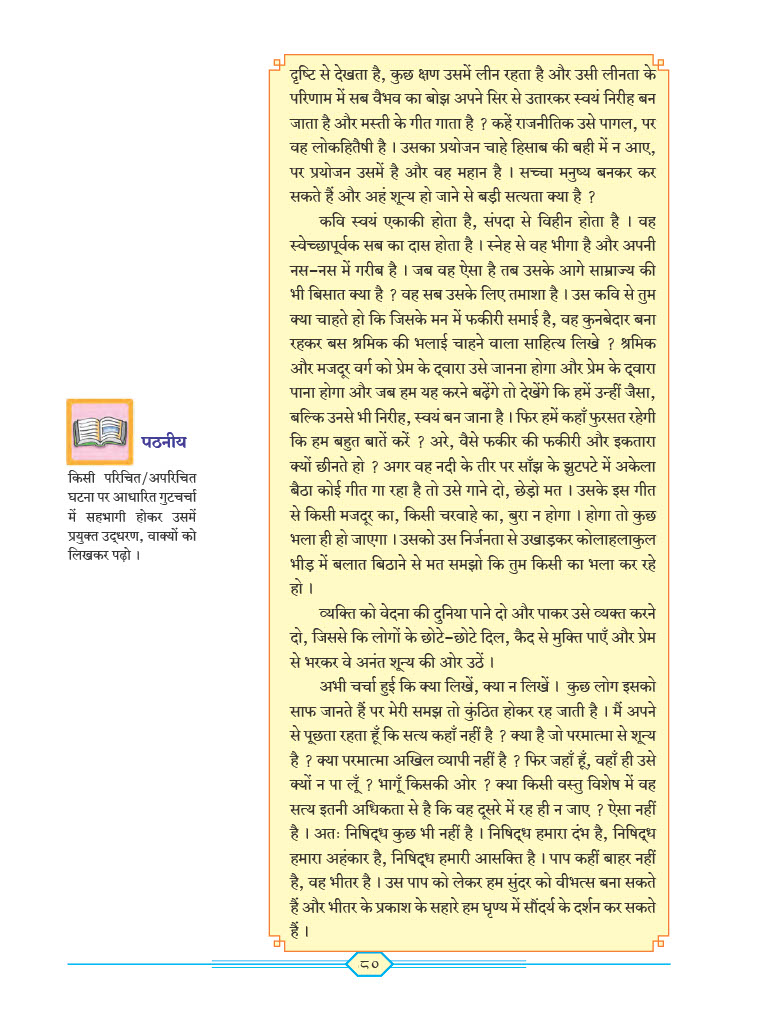 दृष्टि से देखता है, कुछ क्षण उसमें लीन रहता है और उसी लीनता के
परिणाम में सब वैभव का बोझ अपने सिर से उतारकर स्वयं निरीह बन
जाता है और मस्ती के गीत गाता है ? कहें राजनीतिक उसे पागल, पर
वह लोकहितैषी है । उसका प्रयोजन चाहे हिसाब की बही में न आए,
पर प्रयोजन उसमें है और वह महान है । सच्चा मनुष्य बनकर कर
सकते हैं और अहं शून्य हो जाने से बड़ी सत्यता क्या है ?
कवि स्वयं एकाकी होता है, संपदा से विहीन होता है । वह
स्वेच्छापूर्वक सब का दास होता है । स्नेह से वह भीगा है और अपनी
नस-नस में गरीब है । जब वह ऐसा है तब उसके आगे साम्राज्य की
भी बिसात क्या है ? वह सब उसके लिए तमाशा है । उस कवि से तुम
क्या चाहते हो कि जिसके मन में फकीरी समाई है, वह कुनबेदार बना
रहकर बस श्रमिक की भलाई चाहने वाला साहित्य लिखे ? श्रमिक
और मजदूर वर्ग को प्रेम के द्‌वारा उसे जानना होगा और प्रेम के द्‌वारा
पाना होगा और जब हम यह करने बढ़ेंगे तो देखेंगे कि हमें उन्हीं जैसा,
बल्कि उनसे भी निरीह, स्वयं बन जाना है । फिर हमें कहाँ फुरसत रहेगी
कि हम बहुत बातें करें ? अरे, वैसे फकीर की फकीरी और इकतारा
क्यों छीनते हो ? अगर वह नदी के तीर पर साँझ के झुटपटे में अकेला
बैठा कोई गीत गा रहा है तो उसे गाने दो, छेड़ो मत । उसके इस गीत
से किसी मजदूर का, किसी चरवाहे का, बुरा न होगा । होगा तो कुछ
भला ही हो जाएगा । उसको उस निर्जनता से उखाड़कर कोलाहलाकुल
भीड़ में बलात बिठाने से मत समझो कि तुम किसी का भला कर रहे
हो ।
व्यक्ति को वेदना की दुनिया पाने दो और पाकर उसे व्यक्त करने
दो, जिससे कि लोगों के छोटे-छोटे दिल, कैद से मुक्ति पाएँ और प्रेम
से भरकर वे अनंत शून्य की ओर उठें ।
अभी चर्चा हुई कि क्या लिखें, क्या न लिखें । कुछ लोग इसको
साफ जानते हैं पर मेरी समझ तो कुंठित होकर रह जाती है । मैं अपने
से पूछता रहता हूँ कि सत्य कहाँ नहीं है ? क्या है जो परमात्मा से शून्य
है ? क्या परमात्मा अखिल व्यापी नहीं है ? फिर जहाँ हूँ, वहाँ ही उसे
क्यों न पा लूँ ? भागूँ किसकी ओर ? क्या किसी वस्तु विशेष में वह
सत्य इतनी अधिकता से है कि वह दूसरे में रह ही न जाए ? ऐसा नहीं
है । अतः निषिद्‌ध कुछ भी नहीं है । निषिद्‌ध हमारा दंभ है, निषिद्‌ध
हमारा अहंकार है, निषिद्‌ध हमारी आसक्ति है । पाप कहीं बाहर नहीं
है, वह भीतर है । उस पाप को लेकर हम सुंदर को वीभत्स बना सकते
हैं और भीतर के प्रकाश के सहारे हम घृण्य में सौंदर्य के दर्शन कर सकते
हैं ।
पठनीय
किसी परिचित/अपरिचित
घटना पर आधारित गुटचर्चा
में सहभागी होकर उसमें
प्रयुक्त उद्‌धरण, वाक्यों को
लिखकर पढ़ो ।
८०